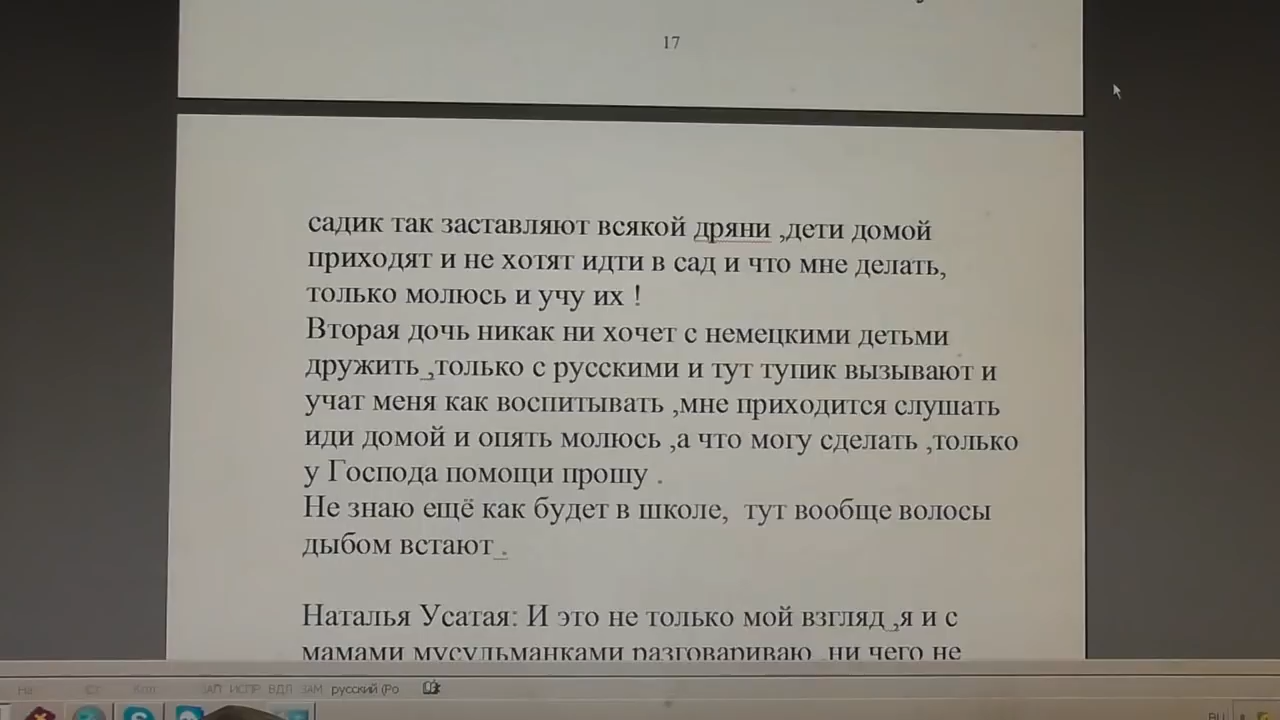 17
садик так заставляют всякой дряни ,дети домой
приходят и не хотят идти в сад и что мне делать,
только молюсь и учу их !
Вторая дочь никак ни хочет с немецкими детьми
дружить ,только с русскими и тут тупик вызывают и
учат меня как воспитывать ,мне приходится слушать
иди домой и опять молюсь ,а что могу сделать ,только
у Господа помощи прошу .
Не знаю ещё как будет в школе,  тут вообще волосы
дыбом встают .
Наталья Усатая: И это не только мой взгляд ,я и с
мамами мусульманками разговариваю ,ни чего не
ЗАП ИСПР ВДЛ ЗАМ русский (Ро
RU